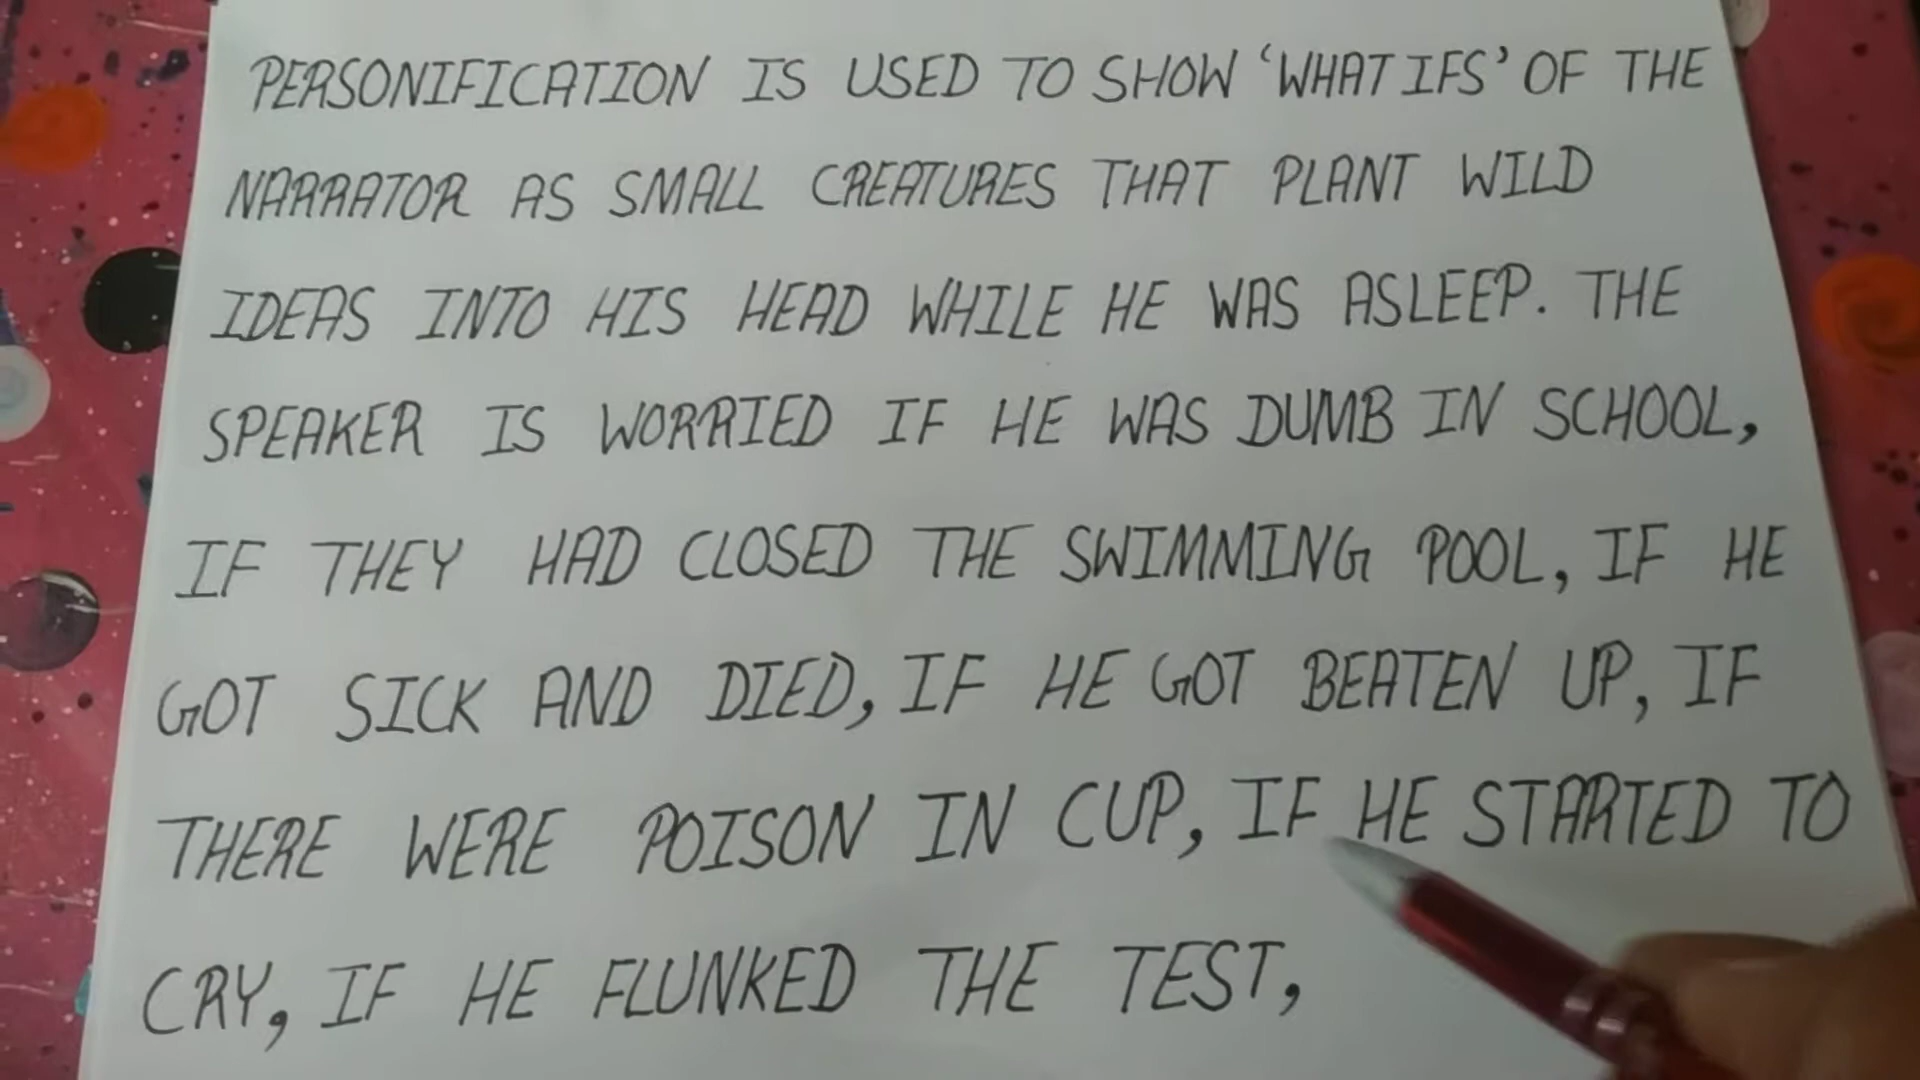 PERSONIFICATION IS USED TO SHOW 'WHAT IFS' OF THE
NARRATOR AS SMALL CREATURES THAT PLANT WILD
IDEAS INTO HIS HEAD WHILE HE WAS ASLEEP. THE
SPEAKER IS WORRIED IF HE WAS DUMB IN SCHOOL,
IF THEY HAD CLOSED THE SWIMMING POOL, IF HE
GOT SICK AND DIED, IF HE GOT BEATEN UP, IF
THERE WERE POISON IN CUP, IF HE STARTED TO
CRY, IF HE FLUNKED THE TEST,